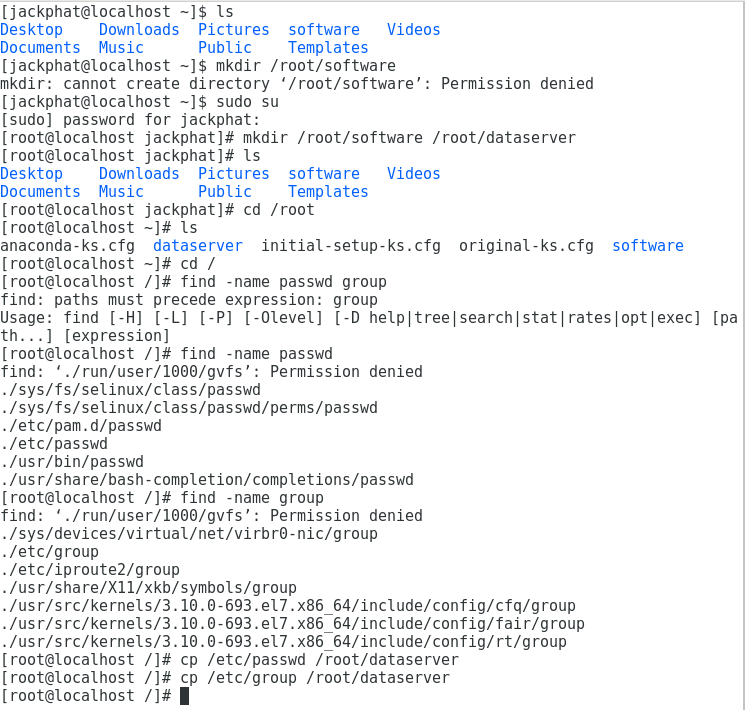 [jackphat@localhost ~]$ ls
Desktop    Downloads  Pictures  software   Videos
Documents  Music      Public    Templates
[jackphat@localhost ~]$ mkdir /root/software
mkdir: cannot create directory ‘/root/software’: Permission denied
[jackphat@localhost ~]$ sudo su
[sudo] password for jackphat:
[root@localhost jackphat]# mkdir /root/software /root/dataserver
[root@localhost jackphat]# ls
Desktop    Downloads  Pictures  software   Videos
Documents  Music      Public    Templates
[root@localhost jackphat]# cd /root
[root@localhost ~]# ls
anaconda-ks.cfg  dataserver  initial-setup-ks.cfg  original-ks.cfg  software
[root@localhost ~]# cd /
[root@localhost /]# find -name passwd group
find: paths must precede expression: group
Usage: find [-H] [-L] [-P] [-Olevel] [-D help|tree|search|stat|rates|opt|exec] [pa
th...] [expression]
[root@localhost /]# find -name passwd
find: ‘./run/user/1000/gvfs’: Permission denied
./sys/fs/selinux/class/passwd
./sys/fs/selinux/class/passwd/perms/passwd
./etc/pam.d/passwd
./etc/passwd
./usr/bin/passwd
./usr/share/bash-completion/completions/passwd
[root@localhost /]# find -name group
find: ‘./run/user/1000/gvfs’: Permission denied
./sys/devices/virtual/net/virbr0-nic/group
./etc/group
./etc/iproute2/group
./usr/share/X11/xkb/symbols/group
./usr/src/kernels/3.10.0-693.el7.x86_64/include/config/cfq/group
./usr/src/kernels/3.10.0-693.el7.x86_64/include/config/fair/group
./usr/src/kernels/3.10.0-693.el7.x86_64/include/config/rt/group
[root@localhost /]# cp /etc/passwd /root/dataserver
[root@localhost /]# cp /etc/group /root/dataserver
[root@localhost /]#